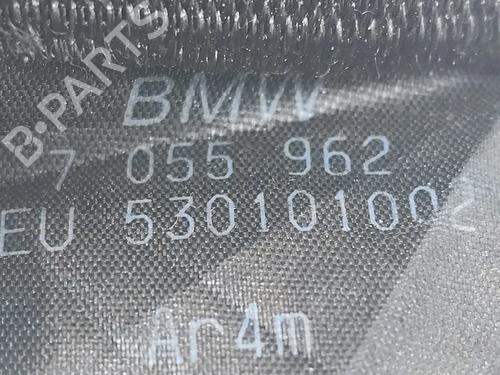 B-PARTS
BMW
7 055 962
EU 530101002
Ar4m